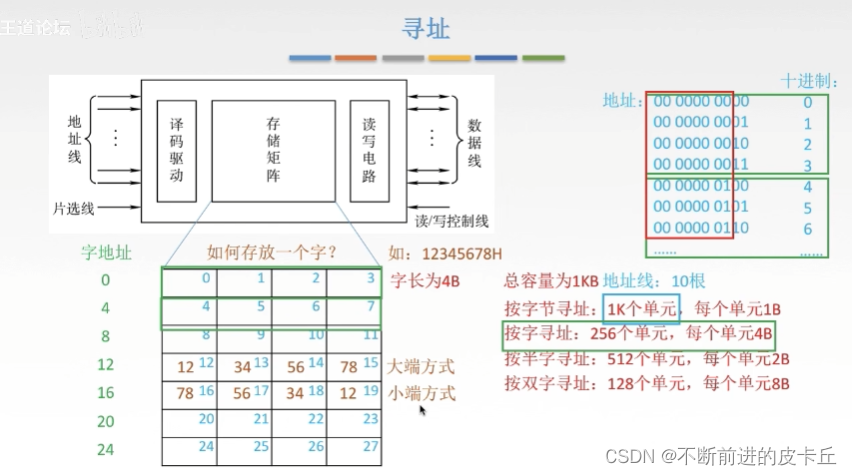 王道论坛
寻址
地址线
译码驱动
存储矩阵
读写电路
数据线
片选线
读/写控制线
十进制：
地址：
00 0000 0000 0
00 0000 0001 1
00 0000 0010 2
00 0000 0011 3
00 0000 0100 4
00 0000 0101 5
00 0000 0110 6
...... ......
字地址 如何存放一个字？ 如：12345678H
0 0 1 2 3 字长为4B
4 4 5 6 7
8 8 9 10 11
12 12 12 34 13 56 14 78 15 大端方式
16 78 16 56 17 34 18 12 19 小端方式
20 20 21 22 23
24 24 25 26 27
总容量为1KB 地址线：10根
按字节寻址：1K个单元，每个单元1B
按字寻址：256个单元，每个单元4B
按半字寻址：512个单元，每个单元2B
按双字寻址：128个单元，每个单元8B
CSDN @不断前进的皮卡丘